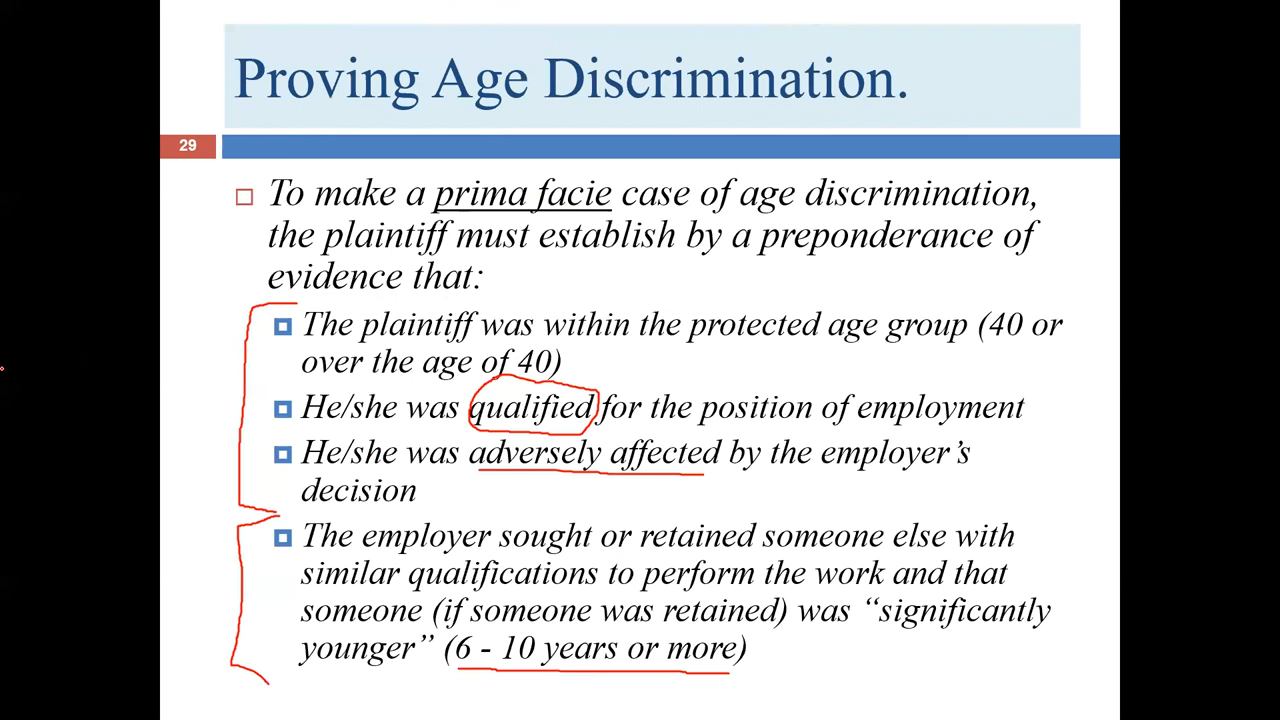 Proving Age Discrimination.
29
To make a prima facie case of age discrimination,
the plaintiff must establish by a preponderance of
evidence that:
The plaintiff was within the protected age group (40 or
over the age of 40)
He/she was qualified for the position of employment
He/she was adversely affected by the employer’s
decision
The employer sought or retained someone else with
similar qualifications to perform the work and that
someone (if someone was retained) was “significantly
younger” (6 - 10 years or more)